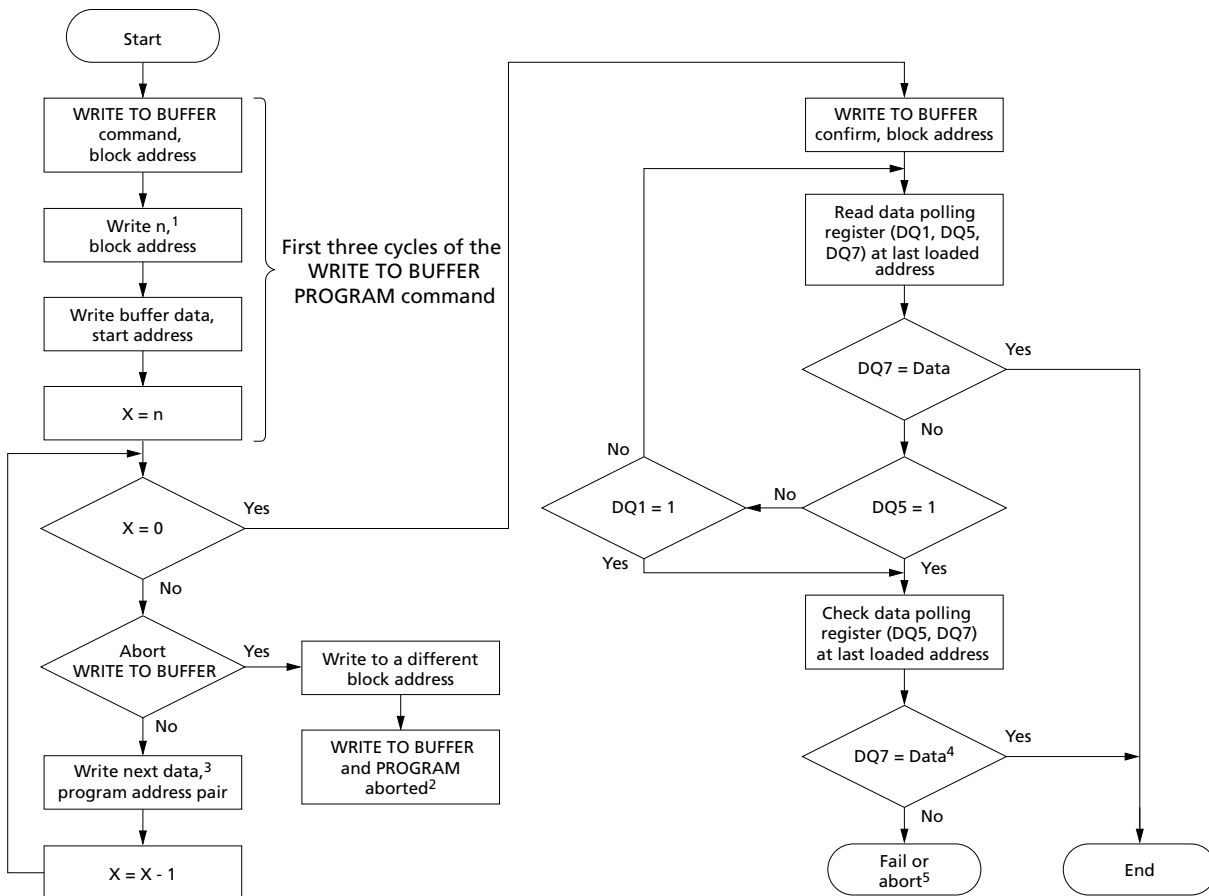 Start
WRITE TO BUFFER
command,
block address
Write n,1
block address
Write buffer data,
start address
X = n
First three cycles of the
WRITE TO BUFFER
PROGRAM command
X = 0
Yes
No
Abort
WRITE TO BUFFER
Yes
No
Write to a different
block address
WRITE TO BUFFER
and PROGRAM
aborted2
Write next data,3
program address pair
X = X - 1
WRITE TO BUFFER
confirm, block address
Read data polling
register (DQ1, DQ5,
DQ7) at last loaded
address
DQ7 = Data
Yes
No
DQ5 = 1
No
Yes
DQ1 = 1
No
Yes
Check data polling
register (DQ5, DQ7)
at last loaded address
DQ7 = Data4
Yes
No
Fail or
abort5
End